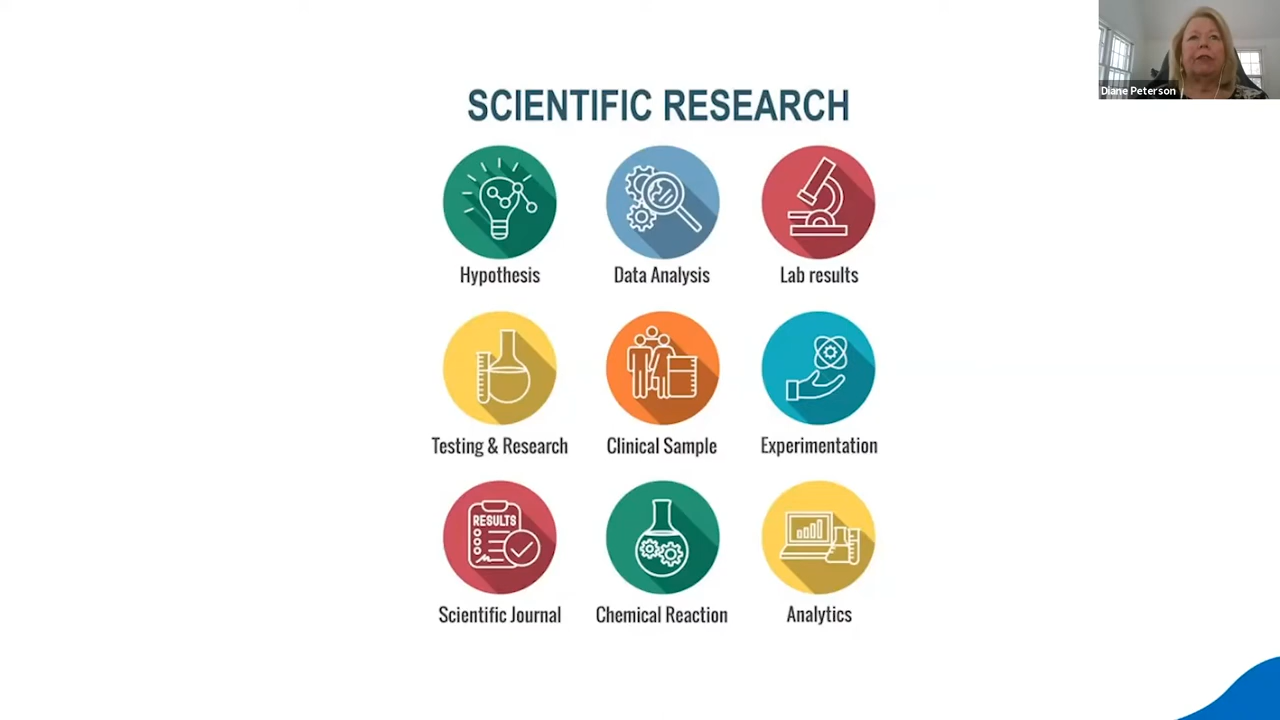 Diane Peterson
SCIENTIFIC RESEARCH
Hypothesis
Data Analysis
Lab results
Testing & Research
Clinical Sample
Experimentation
RESULTS
Scientific Journal
Chemical Reaction
Analytics